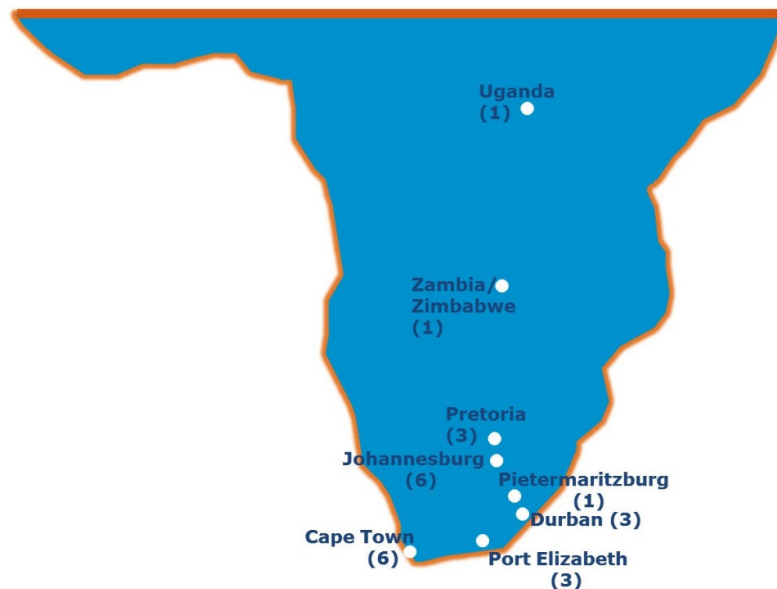 Uganda
(1)
Zambia/
Zimbabwe
(1)
Pretoria
(3)
Johannesburg
(6)
Pietermaritzburg
(1)
Durban (3)
Cape Town
(6)
Port Elizabeth
(3)